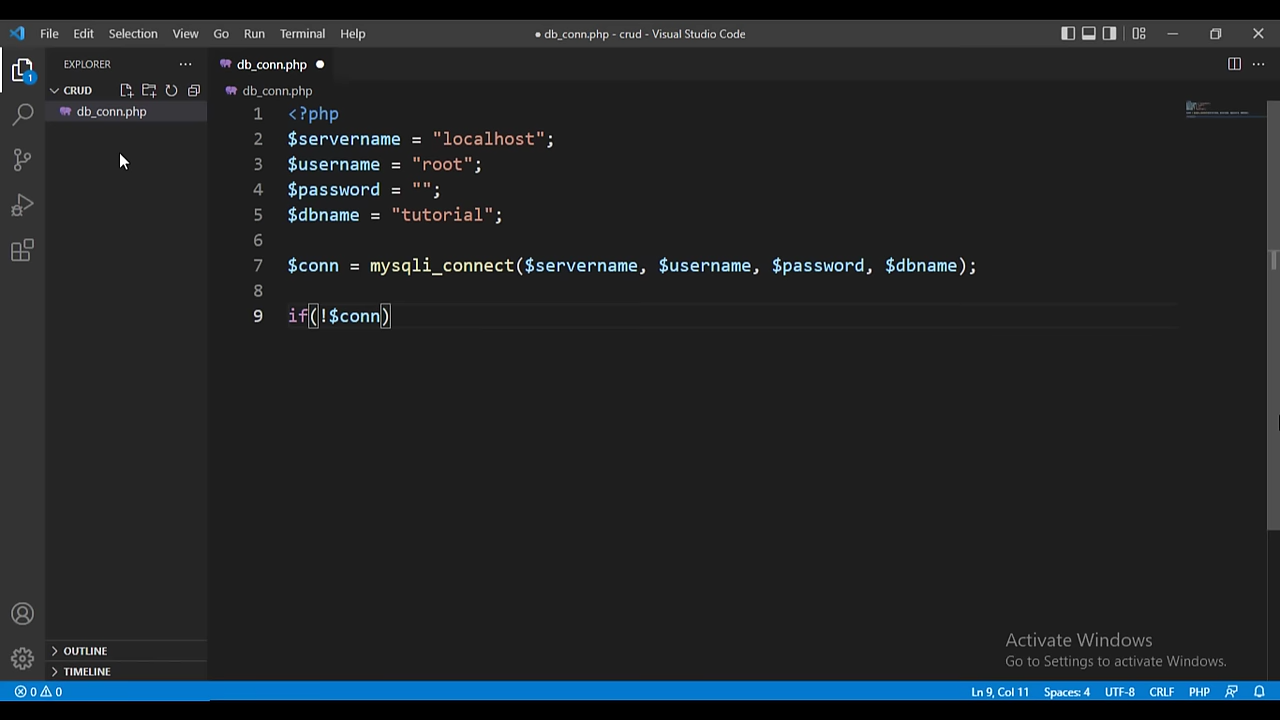 File Edit Selection View Go Run Terminal Help
● db_conn.php - crud - Visual Studio Code
EXPLORER
db_conn.php ●
CRUD
db_conn.php
db_conn.php
1 <?php
2 $servername = "localhost";
3 $username = "root";
4 $password = "";
5 $dbname = "tutorial";
6
7 $conn = mysqli_connect($servername, $username, $password, $dbname);
8
9 if(!$conn)
1
OUTLINE
TIMELINE
Activate Windows
Go to Settings to activate Windows.
0 0
Ln 9, Col 11 Spaces: 4 UTF-8 CRLF PHP